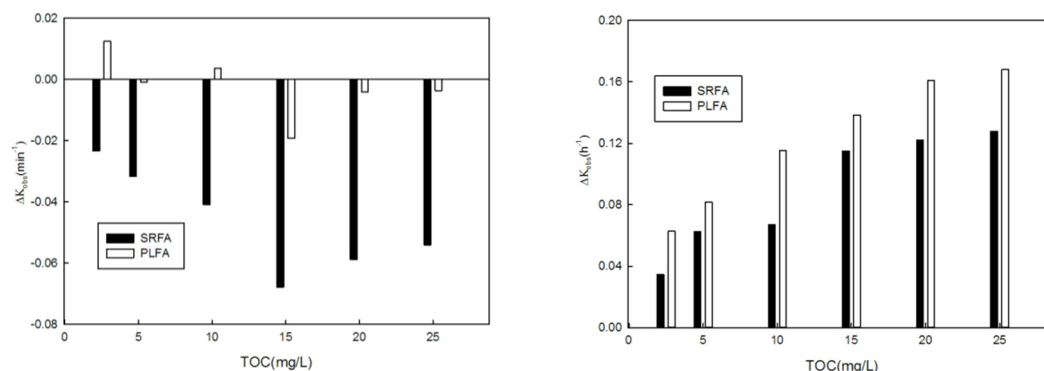 0.02
0.00
-0.02
-0.04
-0.06
-0.08
ΔK_obs(min⁻¹)
SRFA
PLFA
0 5 10 15 20 25
TOC(mg/L)
0.20
0.16
0.12
0.08
0.04
0.00
ΔK_obs(h⁻¹)
SRFA
PLFA
0 5 10 15 20 25
TOC(mg/L)